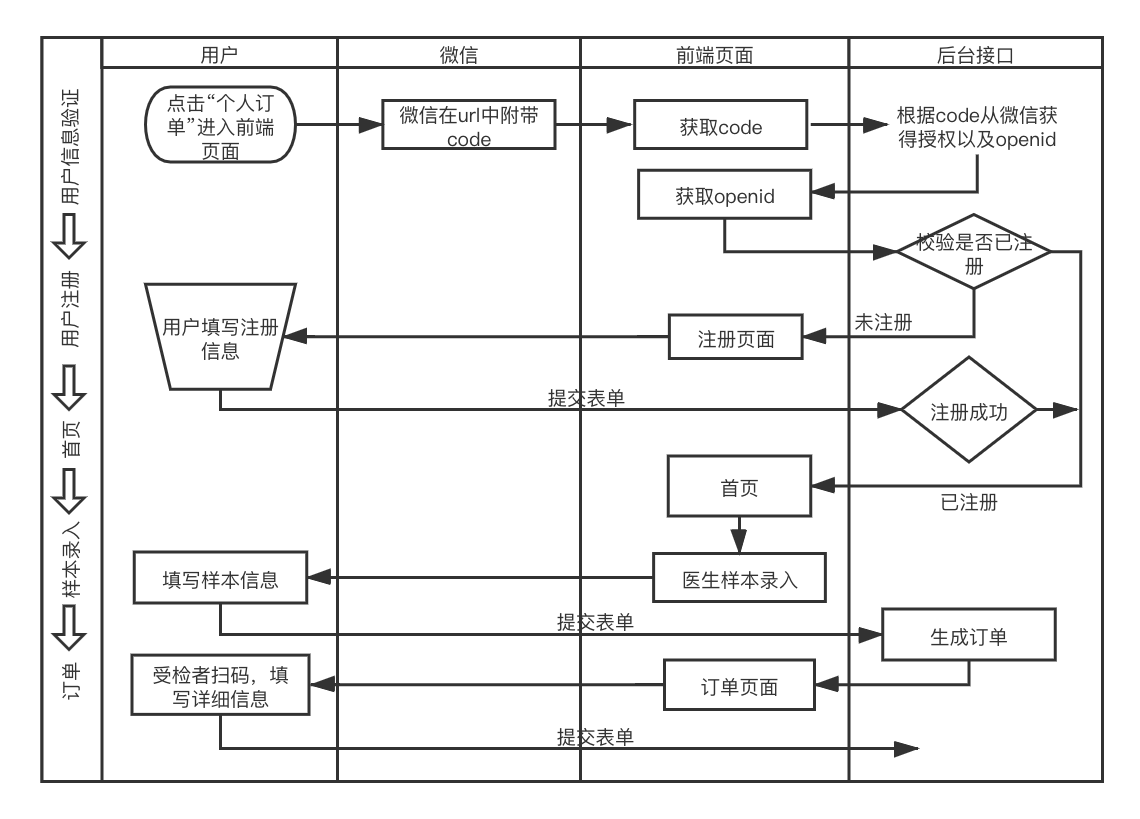 用户
微信
前端页面
后台接口
用户信息验证
用户注册
首页
样本录入
订单
点击“个人订
单”进入前端
页面
微信在url中附带
code
获取code
根据code从微信获
得授权以及openid
获取openid
校验是否已注
册
未注册
注册页面
用户填写注册
信息
提交表单
注册成功
首页
已注册
医生样本录入
填写样本信息
提交表单
生成订单
订单页面
受检者扫码，填
写详细信息
提交表单